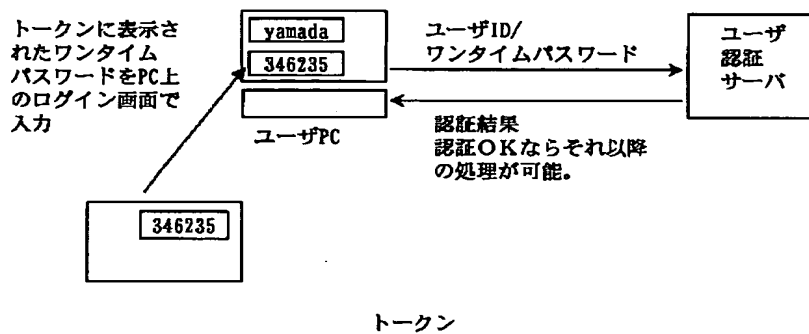 トークンに表示さ
れたワンタイム
パスワードをPC上
のログイン画面で
入力
yamada
346235
ユーザPC
ユーザID/
ワンタイムパスワード
認証結果
認証OKならそれ以降
の処理が可能。
ユーザ
認証
サーバ
346235
トークン